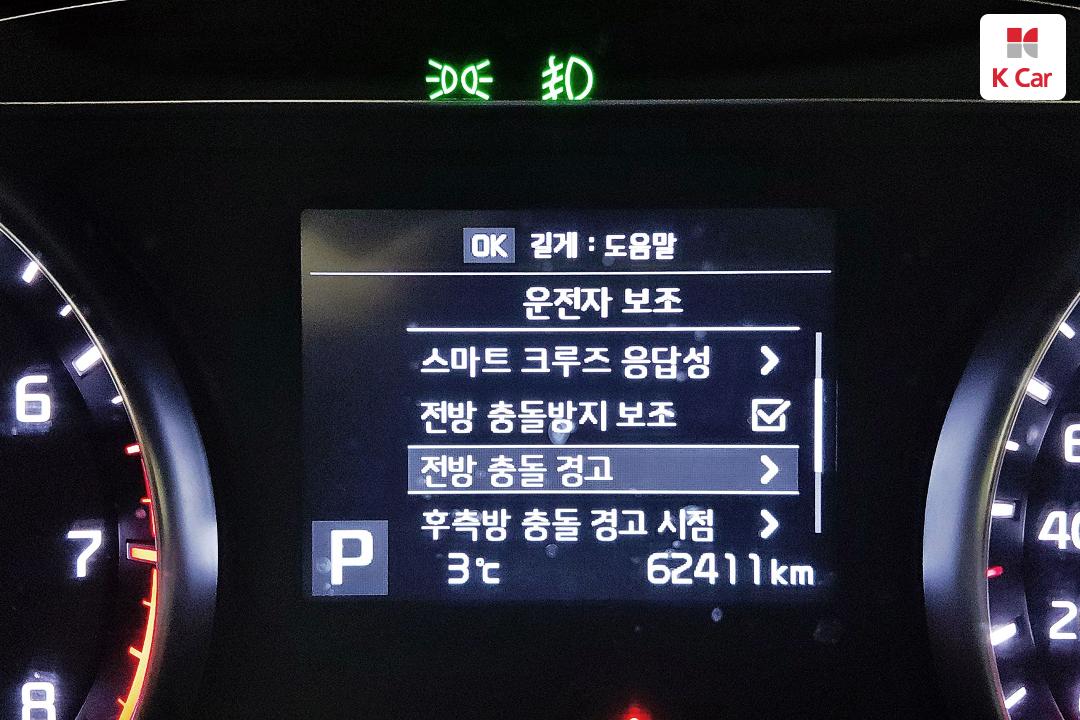 K Car
OK 길게 : 도움말
운전자 보조
스마트 크루즈 응답성
전방 충돌방지 보조
전방 충돌 경고
후측방 충돌 경고 시점
P 3℃ 62411km
6
7
8